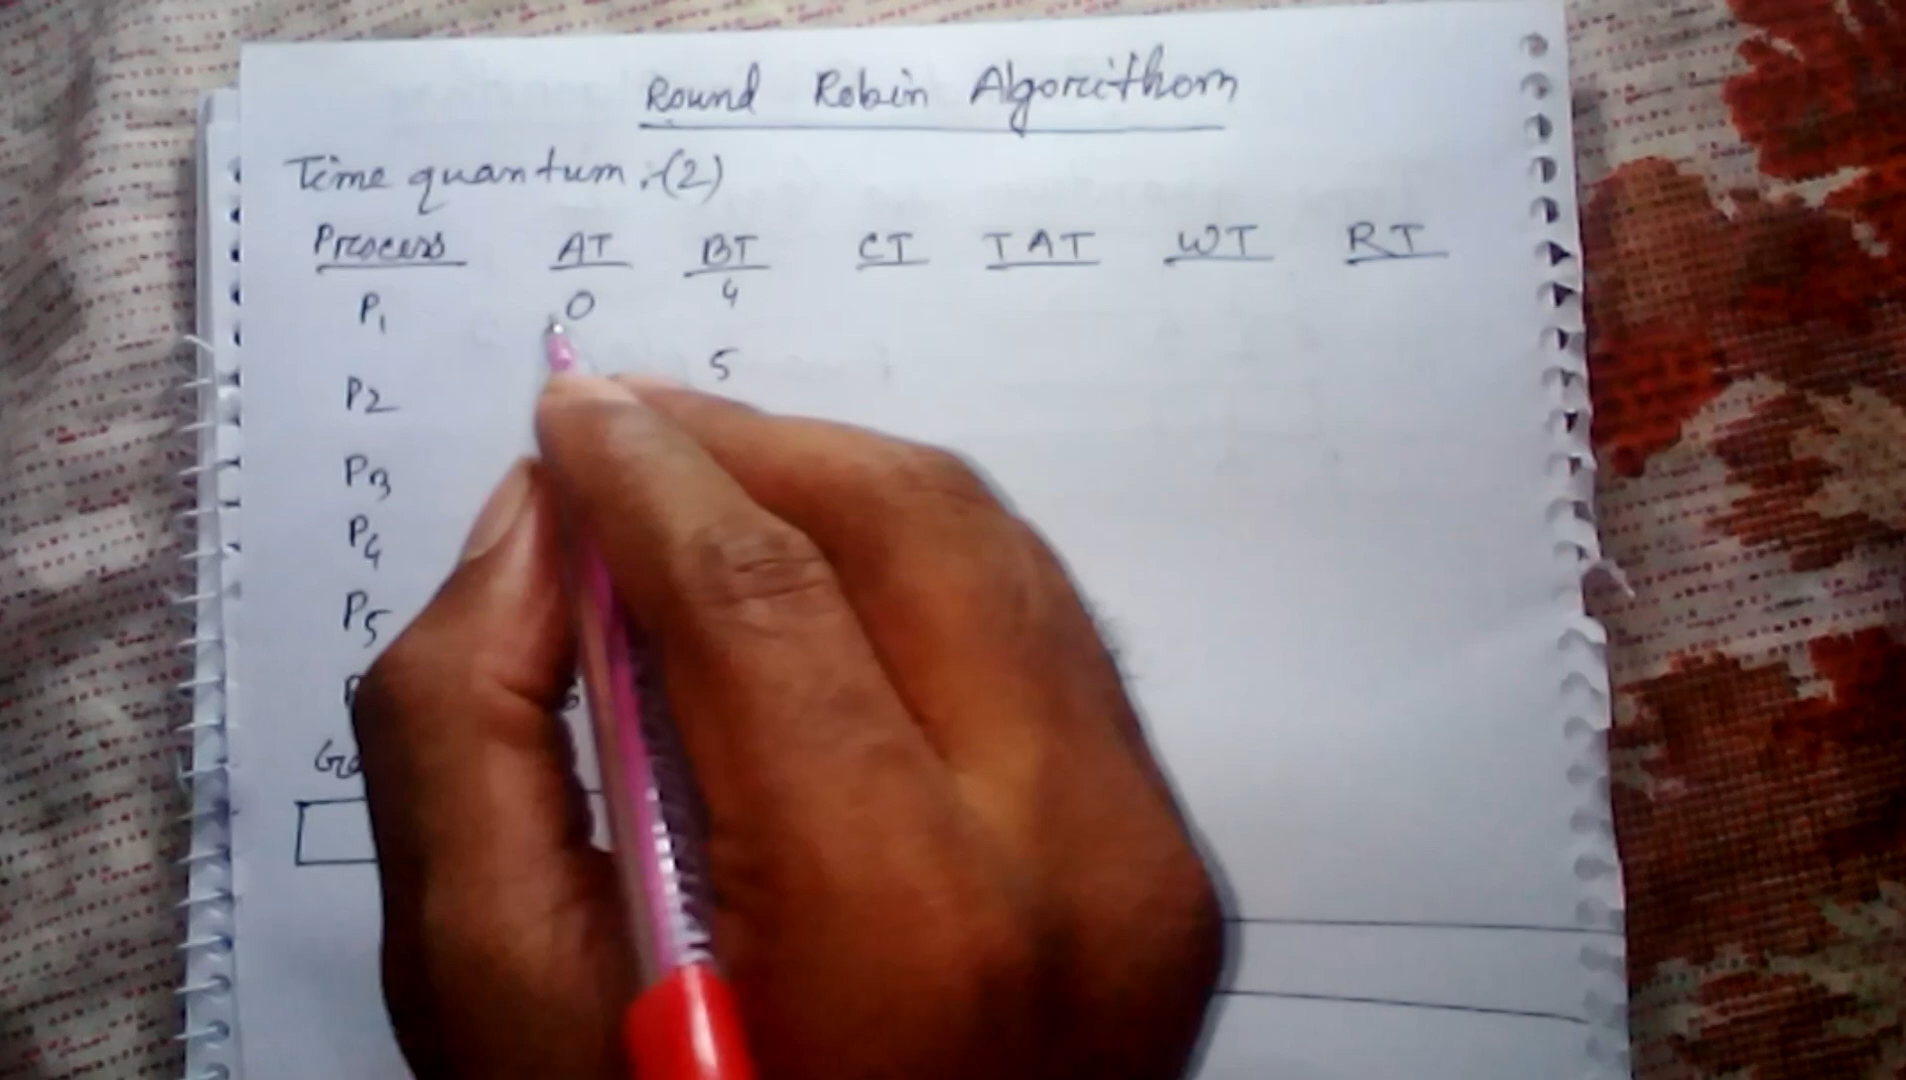 Round Robin Algorithom
Time quantum :-(2)
Process AT BT CT TAT WT RT
P1 0 4
5
P2
P3
P4
P5